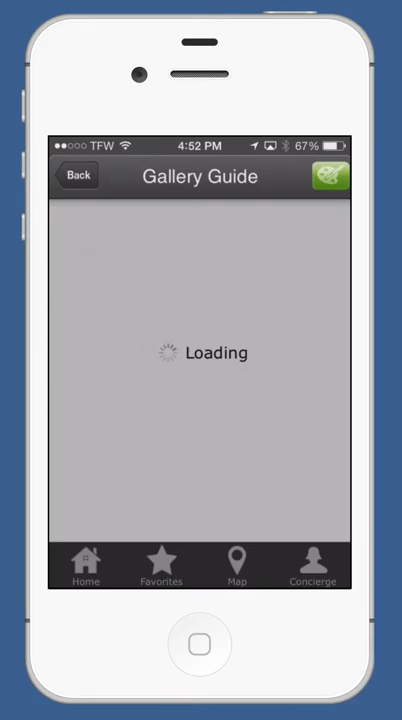 TFW 4:52 PM 67%
Back Gallery Guide
Loading
Home Favorites Map Concierge